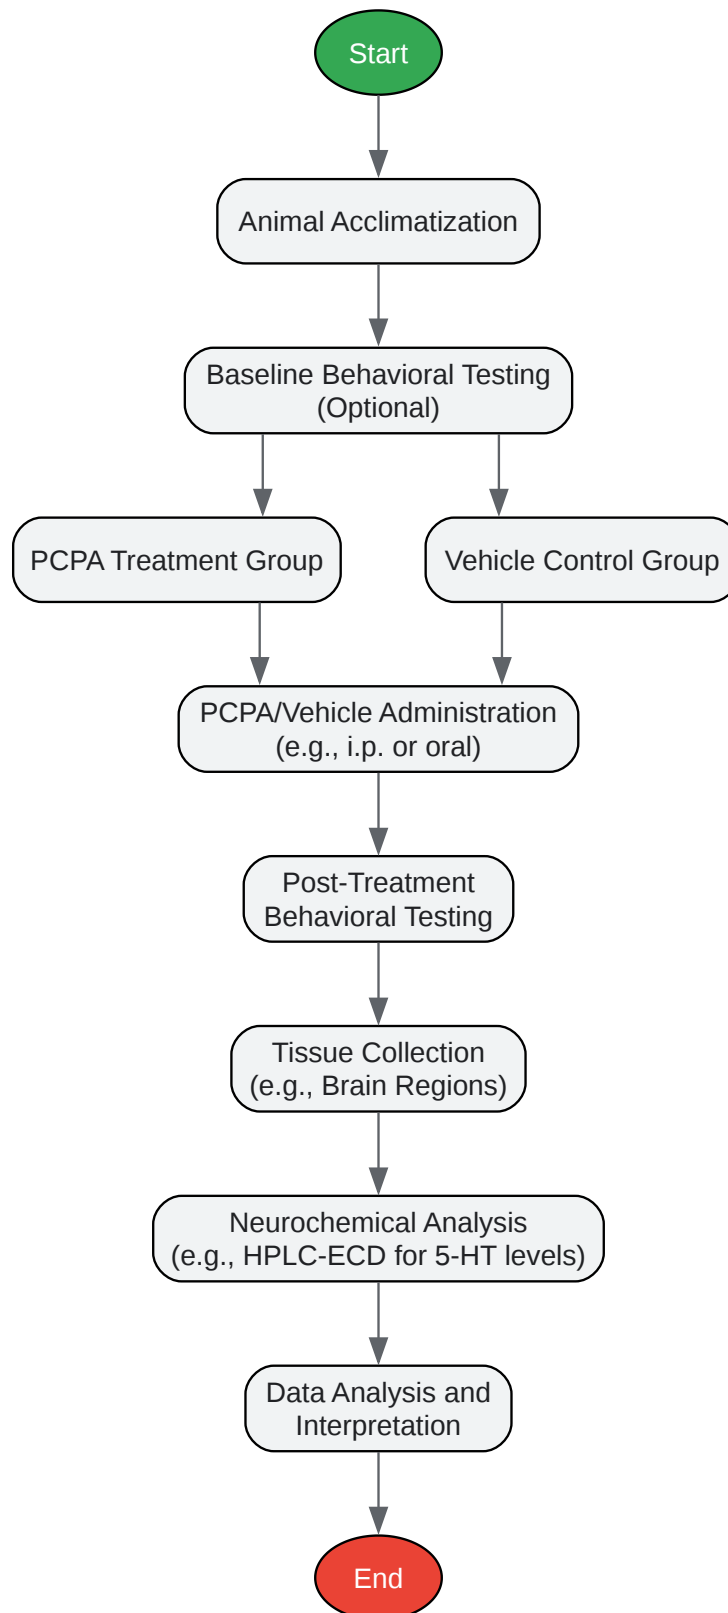 Start
Animal Acclimatization
Baseline Behavioral Testing
(Optional)
PCPA Treatment Group
Vehicle Control Group
PCPA/Vehicle Administration
(e.g., i.p. or oral)
Post-Treatment
Behavioral Testing
Tissue Collection
(e.g., Brain Regions)
Neurochemical Analysis
(e.g., HPLC-ECD for 5-HT levels)
Data Analysis and
Interpretation
End